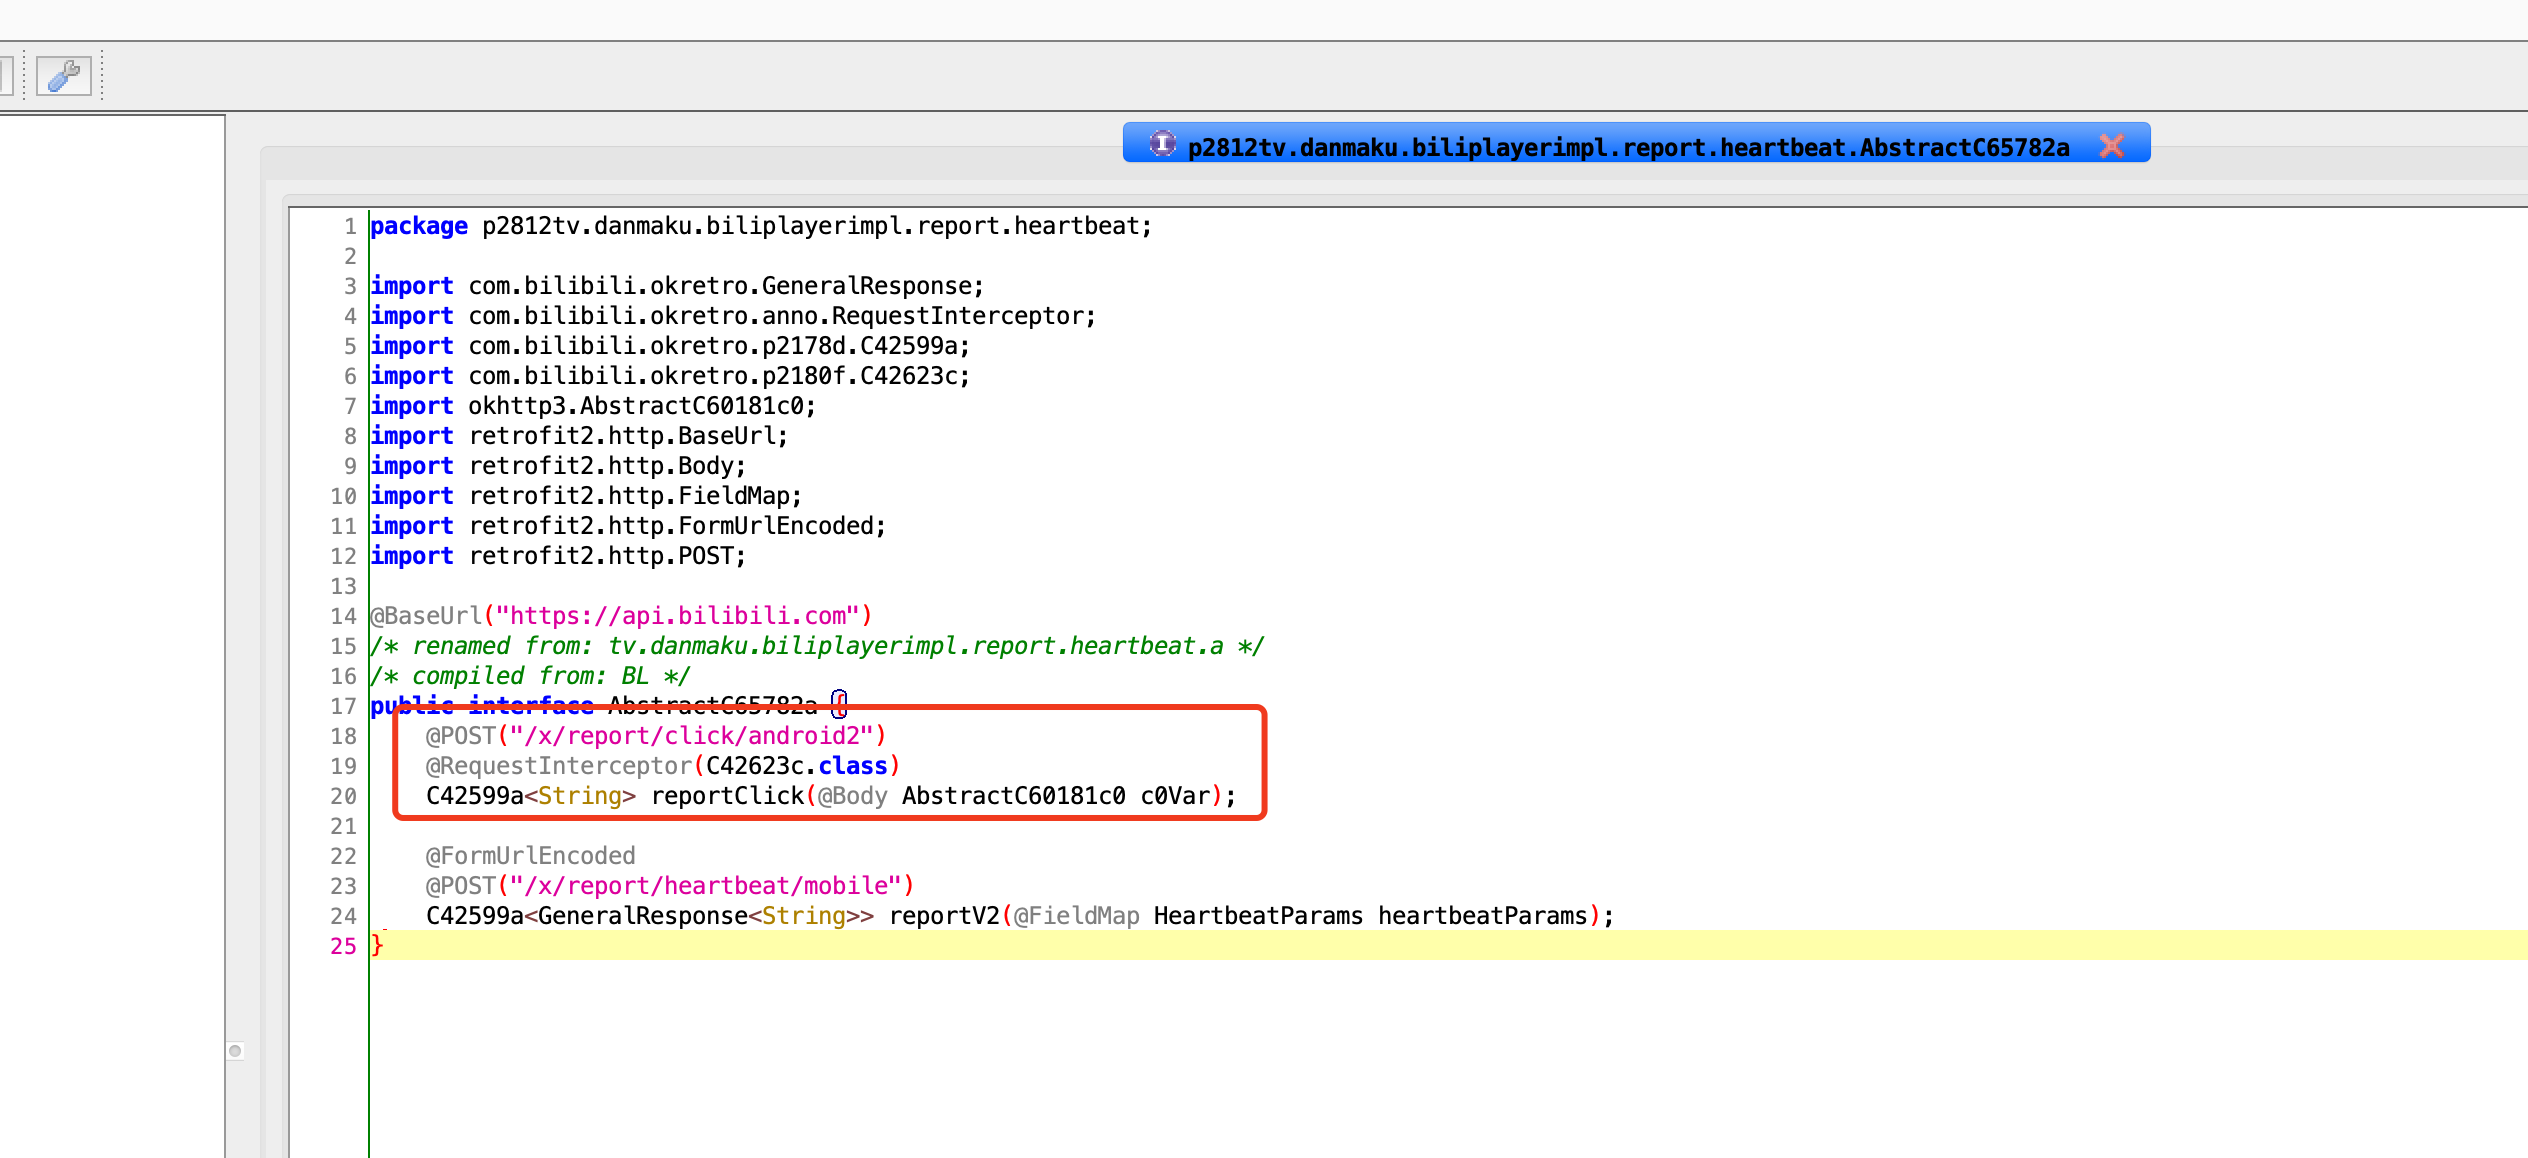 p2812tv.danmaku.biliplayerimpl.report.heartbeat.AbstractC65782a
1 package p2812tv.danmaku.biliplayerimpl.report.heartbeat;
2
3 import com.bilibili.okretro.GeneralResponse;
4 import com.bilibili.okretro.anno.RequestInterceptor;
5 import com.bilibili.okretro.p2178d.C42599a;
6 import com.bilibili.okretro.p2180f.C42623c;
7 import okhttp3.AbstractC60181c0;
8 import retrofit2.http.BaseUrl;
9 import retrofit2.http.Body;
10 import retrofit2.http.FieldMap;
11 import retrofit2.http.FormUrlEncoded;
12 import retrofit2.http.POST;
13
14 @BaseUrl("https://api.bilibili.com")
15 /* renamed from: tv.danmaku.biliplayerimpl.report.heartbeat.a */
16 /* compiled from: BL */
17 public interface AbstractC65782a {
18 @POST("/x/report/click/android2")
19 @RequestInterceptor(C42623c.class)
20 C42599a<String> reportClick(@Body AbstractC60181c0 c0Var);
21
22 @FormUrlEncoded
23 @POST("/x/report/heartbeat/mobile")
24 C42599a<GeneralResponse<String>> reportV2(@FieldMap HeartbeatParams heartbeatParams);
25 }